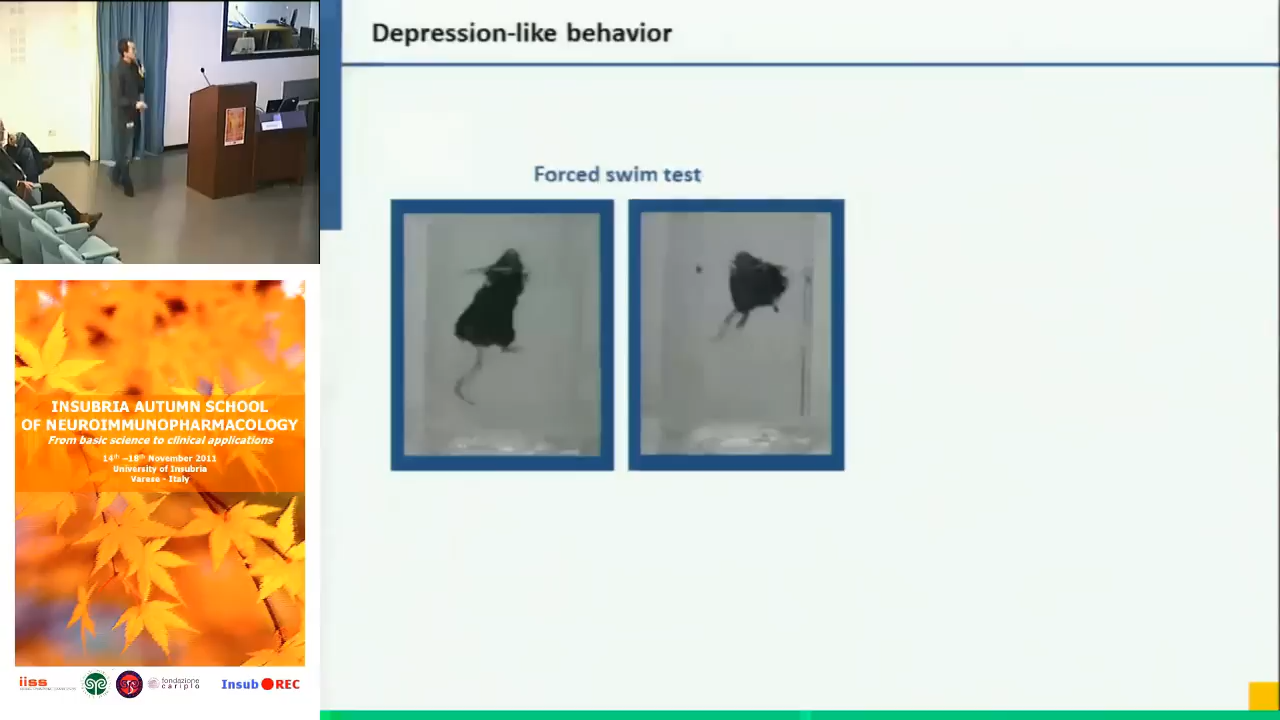 Depression-like behavior
Forced swim test
INSUBRIA AUTUMN SCHOOL
OF NEUROIMMUNOPHARMACOLOGY
From basic science to clinical applications
14th –18th November 2011
University of Insubria
Varese - Italy
iiss
fondazione
cariplo
Insub REC